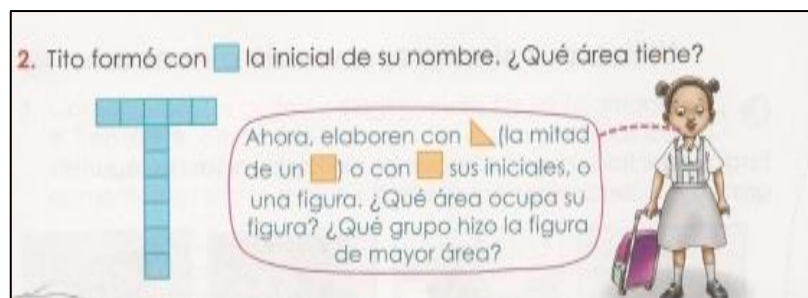 2. Tito formó con la inicial de su nombre. ¿Qué área tiene?
Ahora, elaboren con (la mitad
de un ) o con sus iniciales, o
una figura. ¿Qué área ocupa su
figura? ¿Qué grupo hizo la figura
de mayor área?